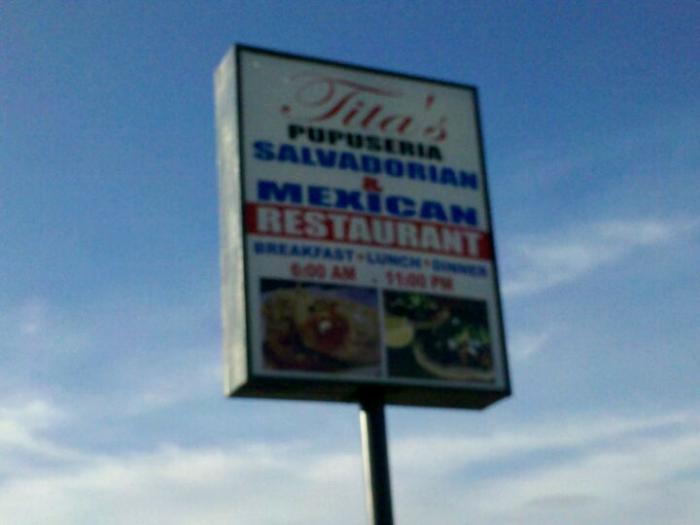 Tita's
PUPUSERIA
SALVADORIAN
&
MEXICAN
RESTAURANT
BREAKFAST • LUNCH • DINNER
6:00 AM - 11:00 PM